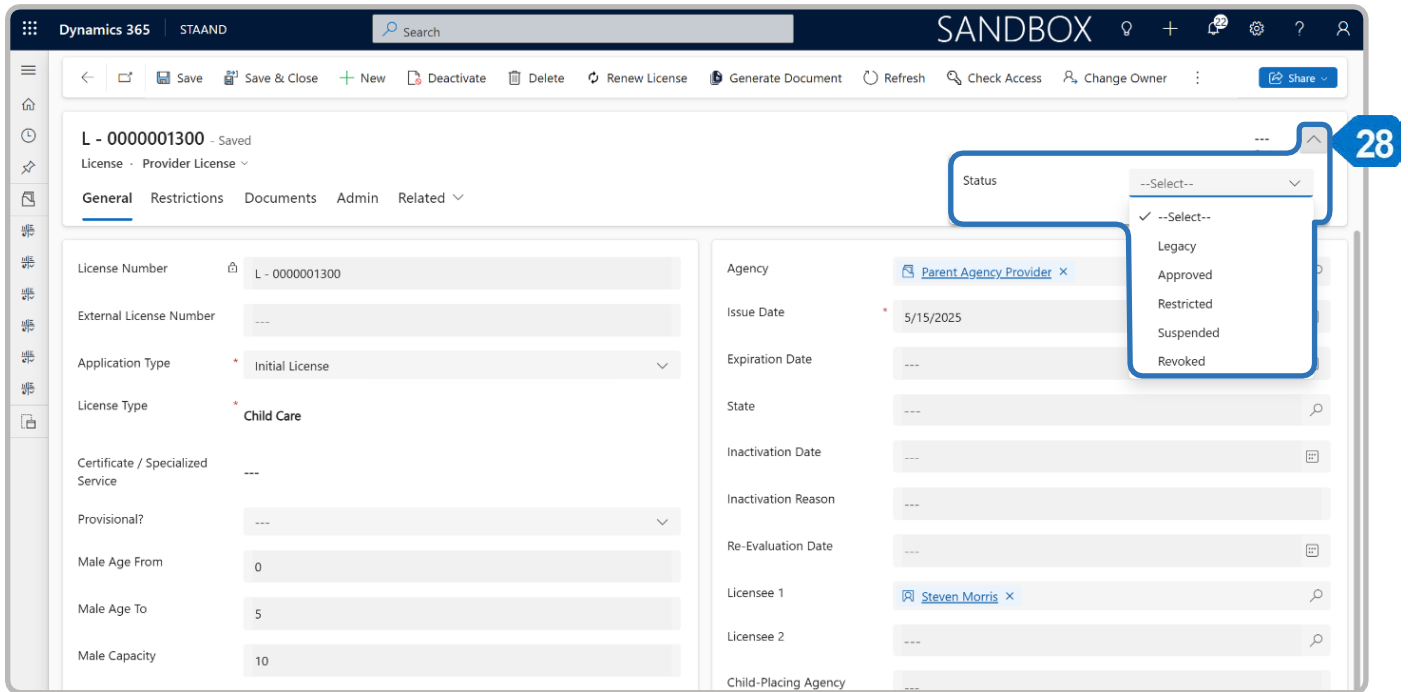 Dynamics 365 STAAND Search SANDBOX 22
Save Save & Close New Deactivate Delete Renew License Generate Document Refresh Check Access Change Owner Share
L - 0000001300 - Saved
---
28
License · Provider License
General Restrictions Documents Admin Related
Status --Select--
--Select--
Legacy
Approved
Restricted
Suspended
Revoked
License Number L - 0000001300
External License Number ---
Application Type * Initial License
License Type * Child Care
Certificate / Specialized
Service
---
Provisional? ---
Male Age From 0
Male Age To 5
Male Capacity 10
Agency Parent Agency Provider
Issue Date * 5/15/2025
Expiration Date ---
State ---
Inactivation Date ---
Inactivation Reason ---
Re-Evaluation Date ---
Licensee 1 Steven Morris
Licensee 2 ---
Child-Placing Agency ---